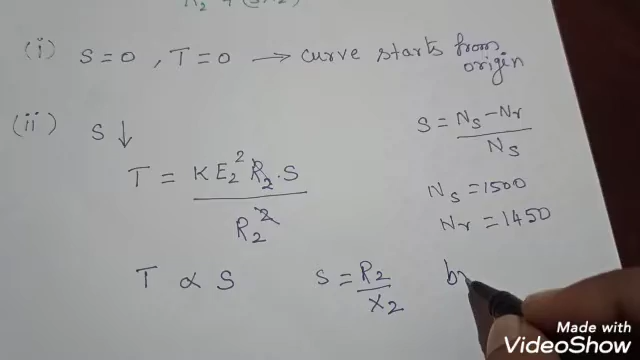 (i) S=0, T=0 → curve starts from origin
(ii) S↓
S = (Ns - Nr) / Ns
T = K E₂² R₂·S / R₂²
Ns = 1500
Nr = 1450
T ∝ S    S = R₂ / X₂
Made with
VideoShow